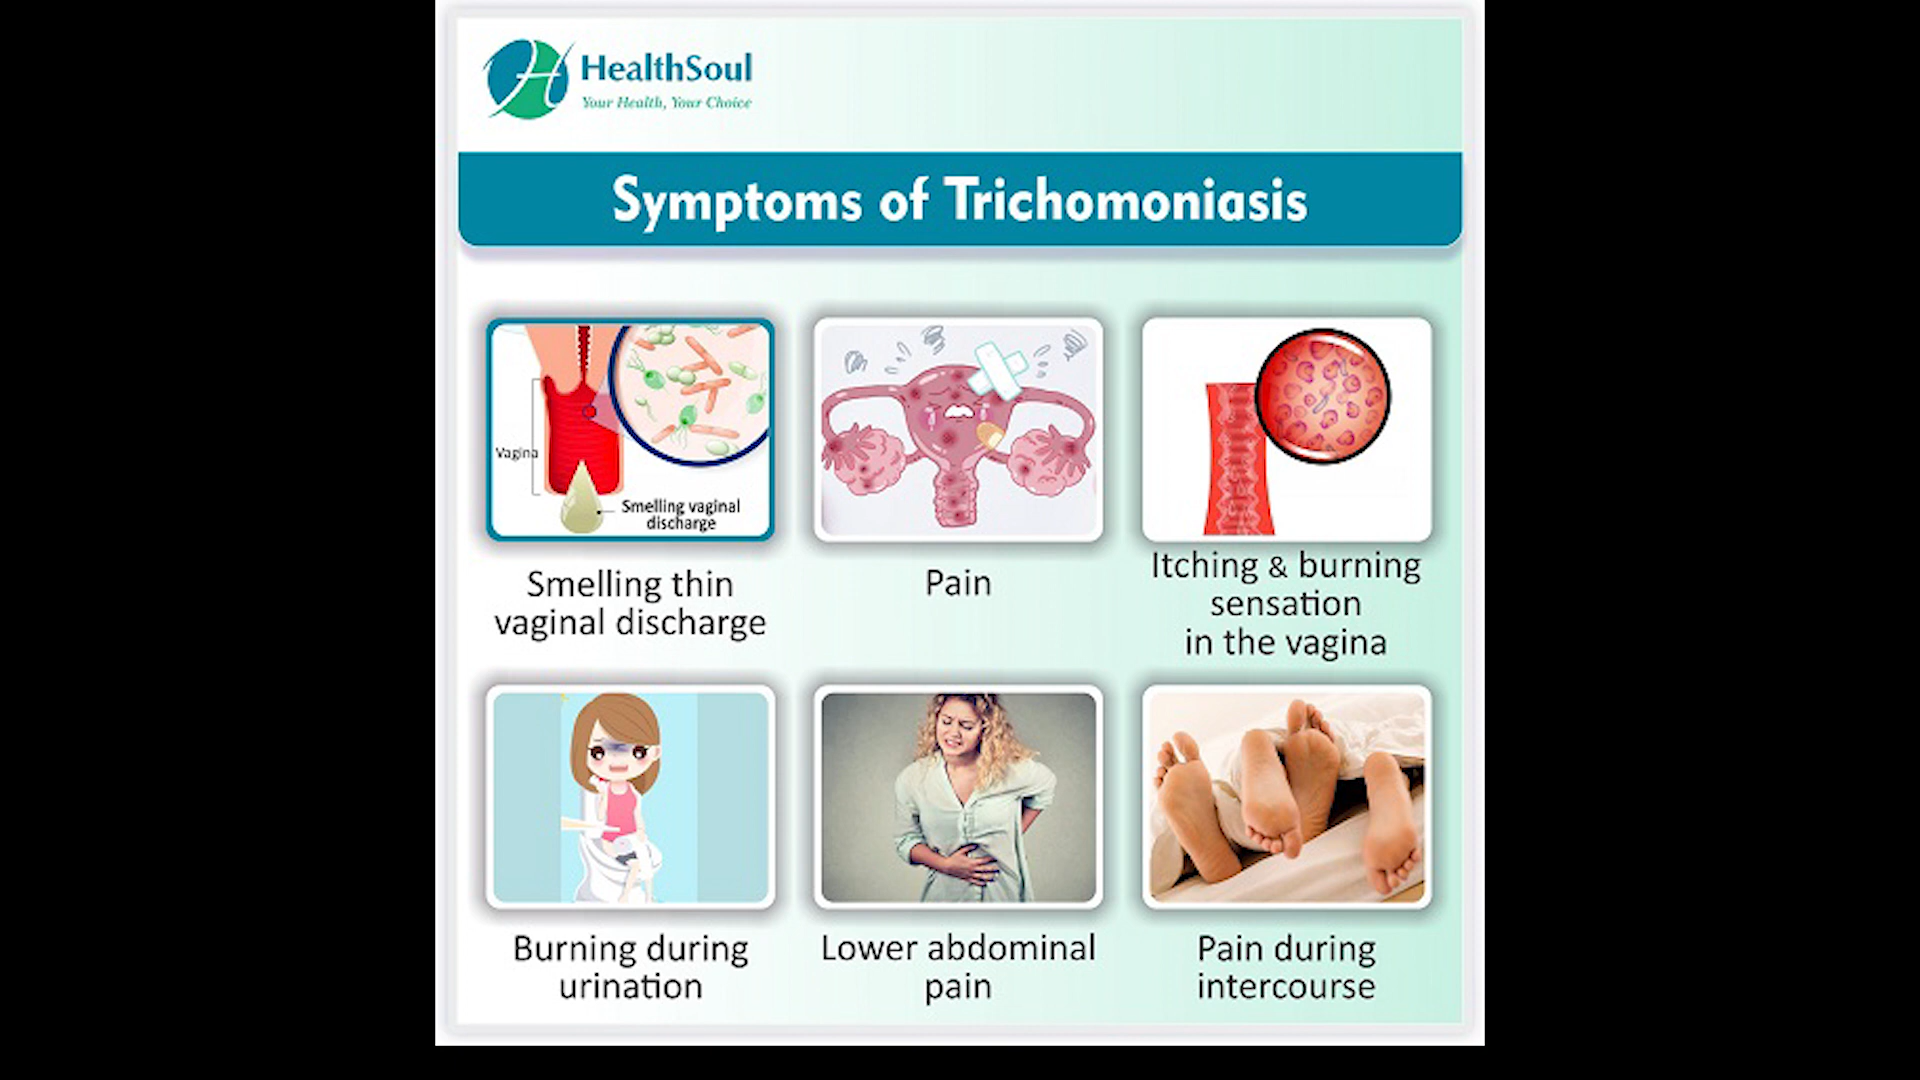 HealthSoul
Your Health, Your Choice
Symptoms of Trichomoniasis
Vagina
Smelling vaginal
discharge
Smelling thin
vaginal discharge
Pain
Itching & burning
sensation
in the vagina
Burning during
urination
Lower abdominal
pain
Pain during
intercourse